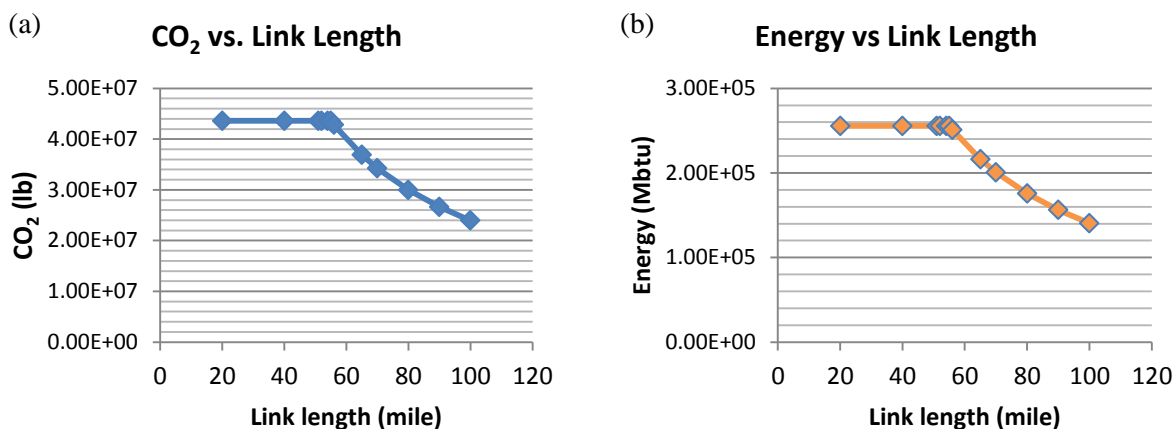 (a)
CO₂ vs. Link Length
5.00E+07
4.00E+07
3.00E+07
2.00E+07
1.00E+07
0.00E+00
CO₂ (lb)
0 20 40 60 80 100 120
Link length (mile)
(b)
Energy vs Link Length
3.00E+05
2.00E+05
1.00E+05
0.00E+00
Energy (Mbtu)
0 20 40 60 80 100 120
Link length (mile)